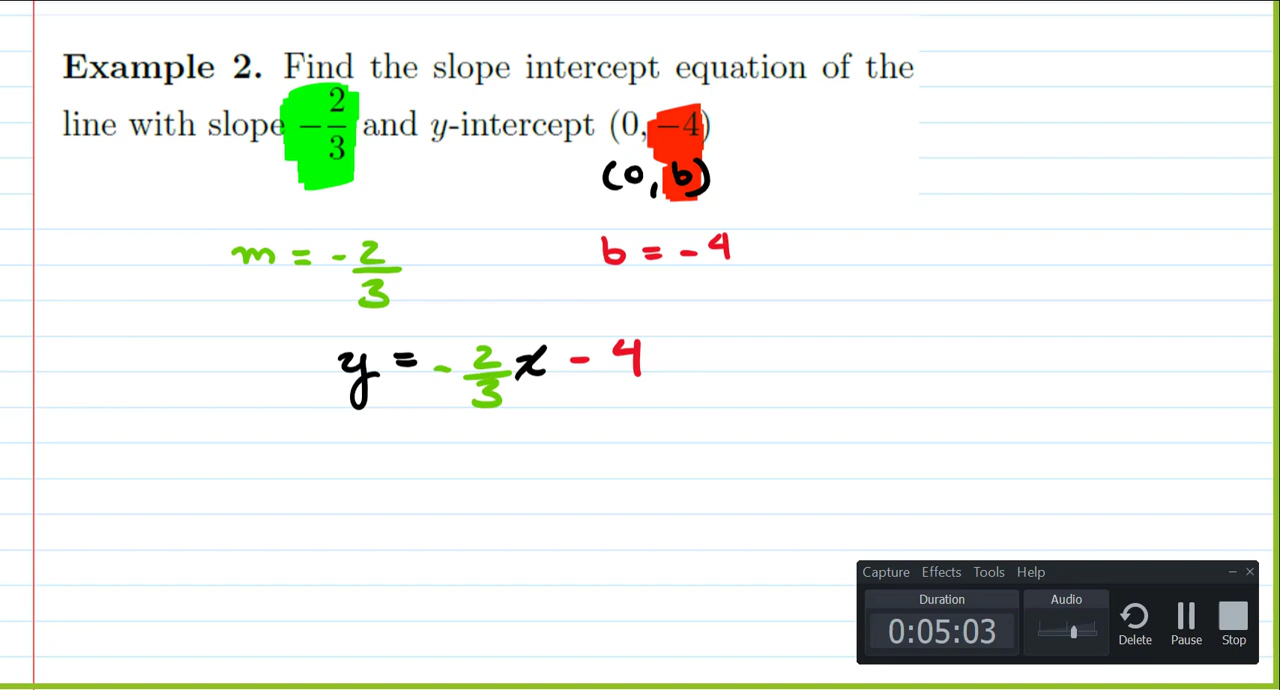 Example 2. Find the slope intercept equation of the
line with slope −2/3 and y-intercept (0, −4)
(0, b)
m = -2/3
b = -4
y = -2/3 x - 4
Capture Effects Tools Help
Duration Audio
0:05:03
Delete Pause Stop